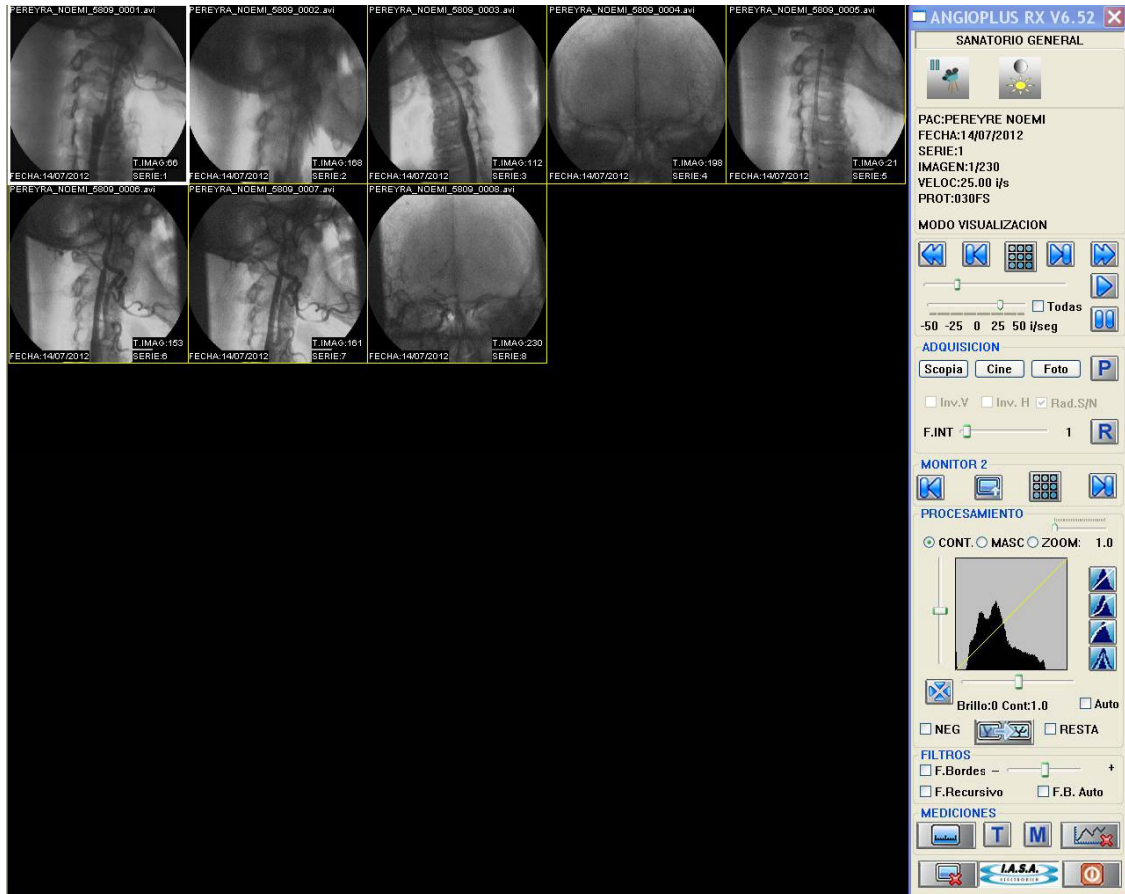 PEREYRA_NOEMI_5809_0001.avi
T.IMAG:66
FECHA:14/07/2012 SERIE:1
PEREYRA_NOEMI_5809_0002.avi
T.IMAG:168
FECHA:14/07/2012 SERIE:2
PEREYRA_NOEMI_5809_0003.avi
T.IMAG:112
FECHA:14/07/2012 SERIE:3
PEREYRA_NOEMI_5809_0004.avi
T.IMAG:198
FECHA:14/07/2012 SERIE:4
PEREYRA_NOEMI_5809_0005.avi
T.IMAG:21
FECHA:14/07/2012 SERIE:5
PEREYRA_NOEMI_5809_0006.avi
T.IMAG:153
FECHA:14/07/2012 SERIE:6
PEREYRA_NOEMI_5809_0007.avi
T.IMAG:161
FECHA:14/07/2012 SERIE:7
PEREYRA_NOEMI_5809_0008.avi
T.IMAG:230
FECHA:14/07/2012 SERIE:8
ANGIOPLUS RX V6.52
SANATORIO GENERAL
PAC:PEREYRE NOEMI
FECHA:14/07/2012
SERIE:1
IMAGEN:1/230
VELOC:25.00 i/s
PROT:030FS
MODO VISUALIZACION
Todas
-50 -25 0 25 50 i/seg
ADQUISICION
Scopia Cine Foto P
Inv.V Inv. H Rad.S/N
F.INT 1 R
MONITOR 2
PROCESAMIENTO
CONT. MASC ZOOM: 1.0
Brillo:0 Cont:1.0 Auto
NEG RESTA
FILTROS
F.Bordes - +
F.Recursivo F.B. Auto
MEDICIONES
T M
I.A.S.A.
ELECTRONICA